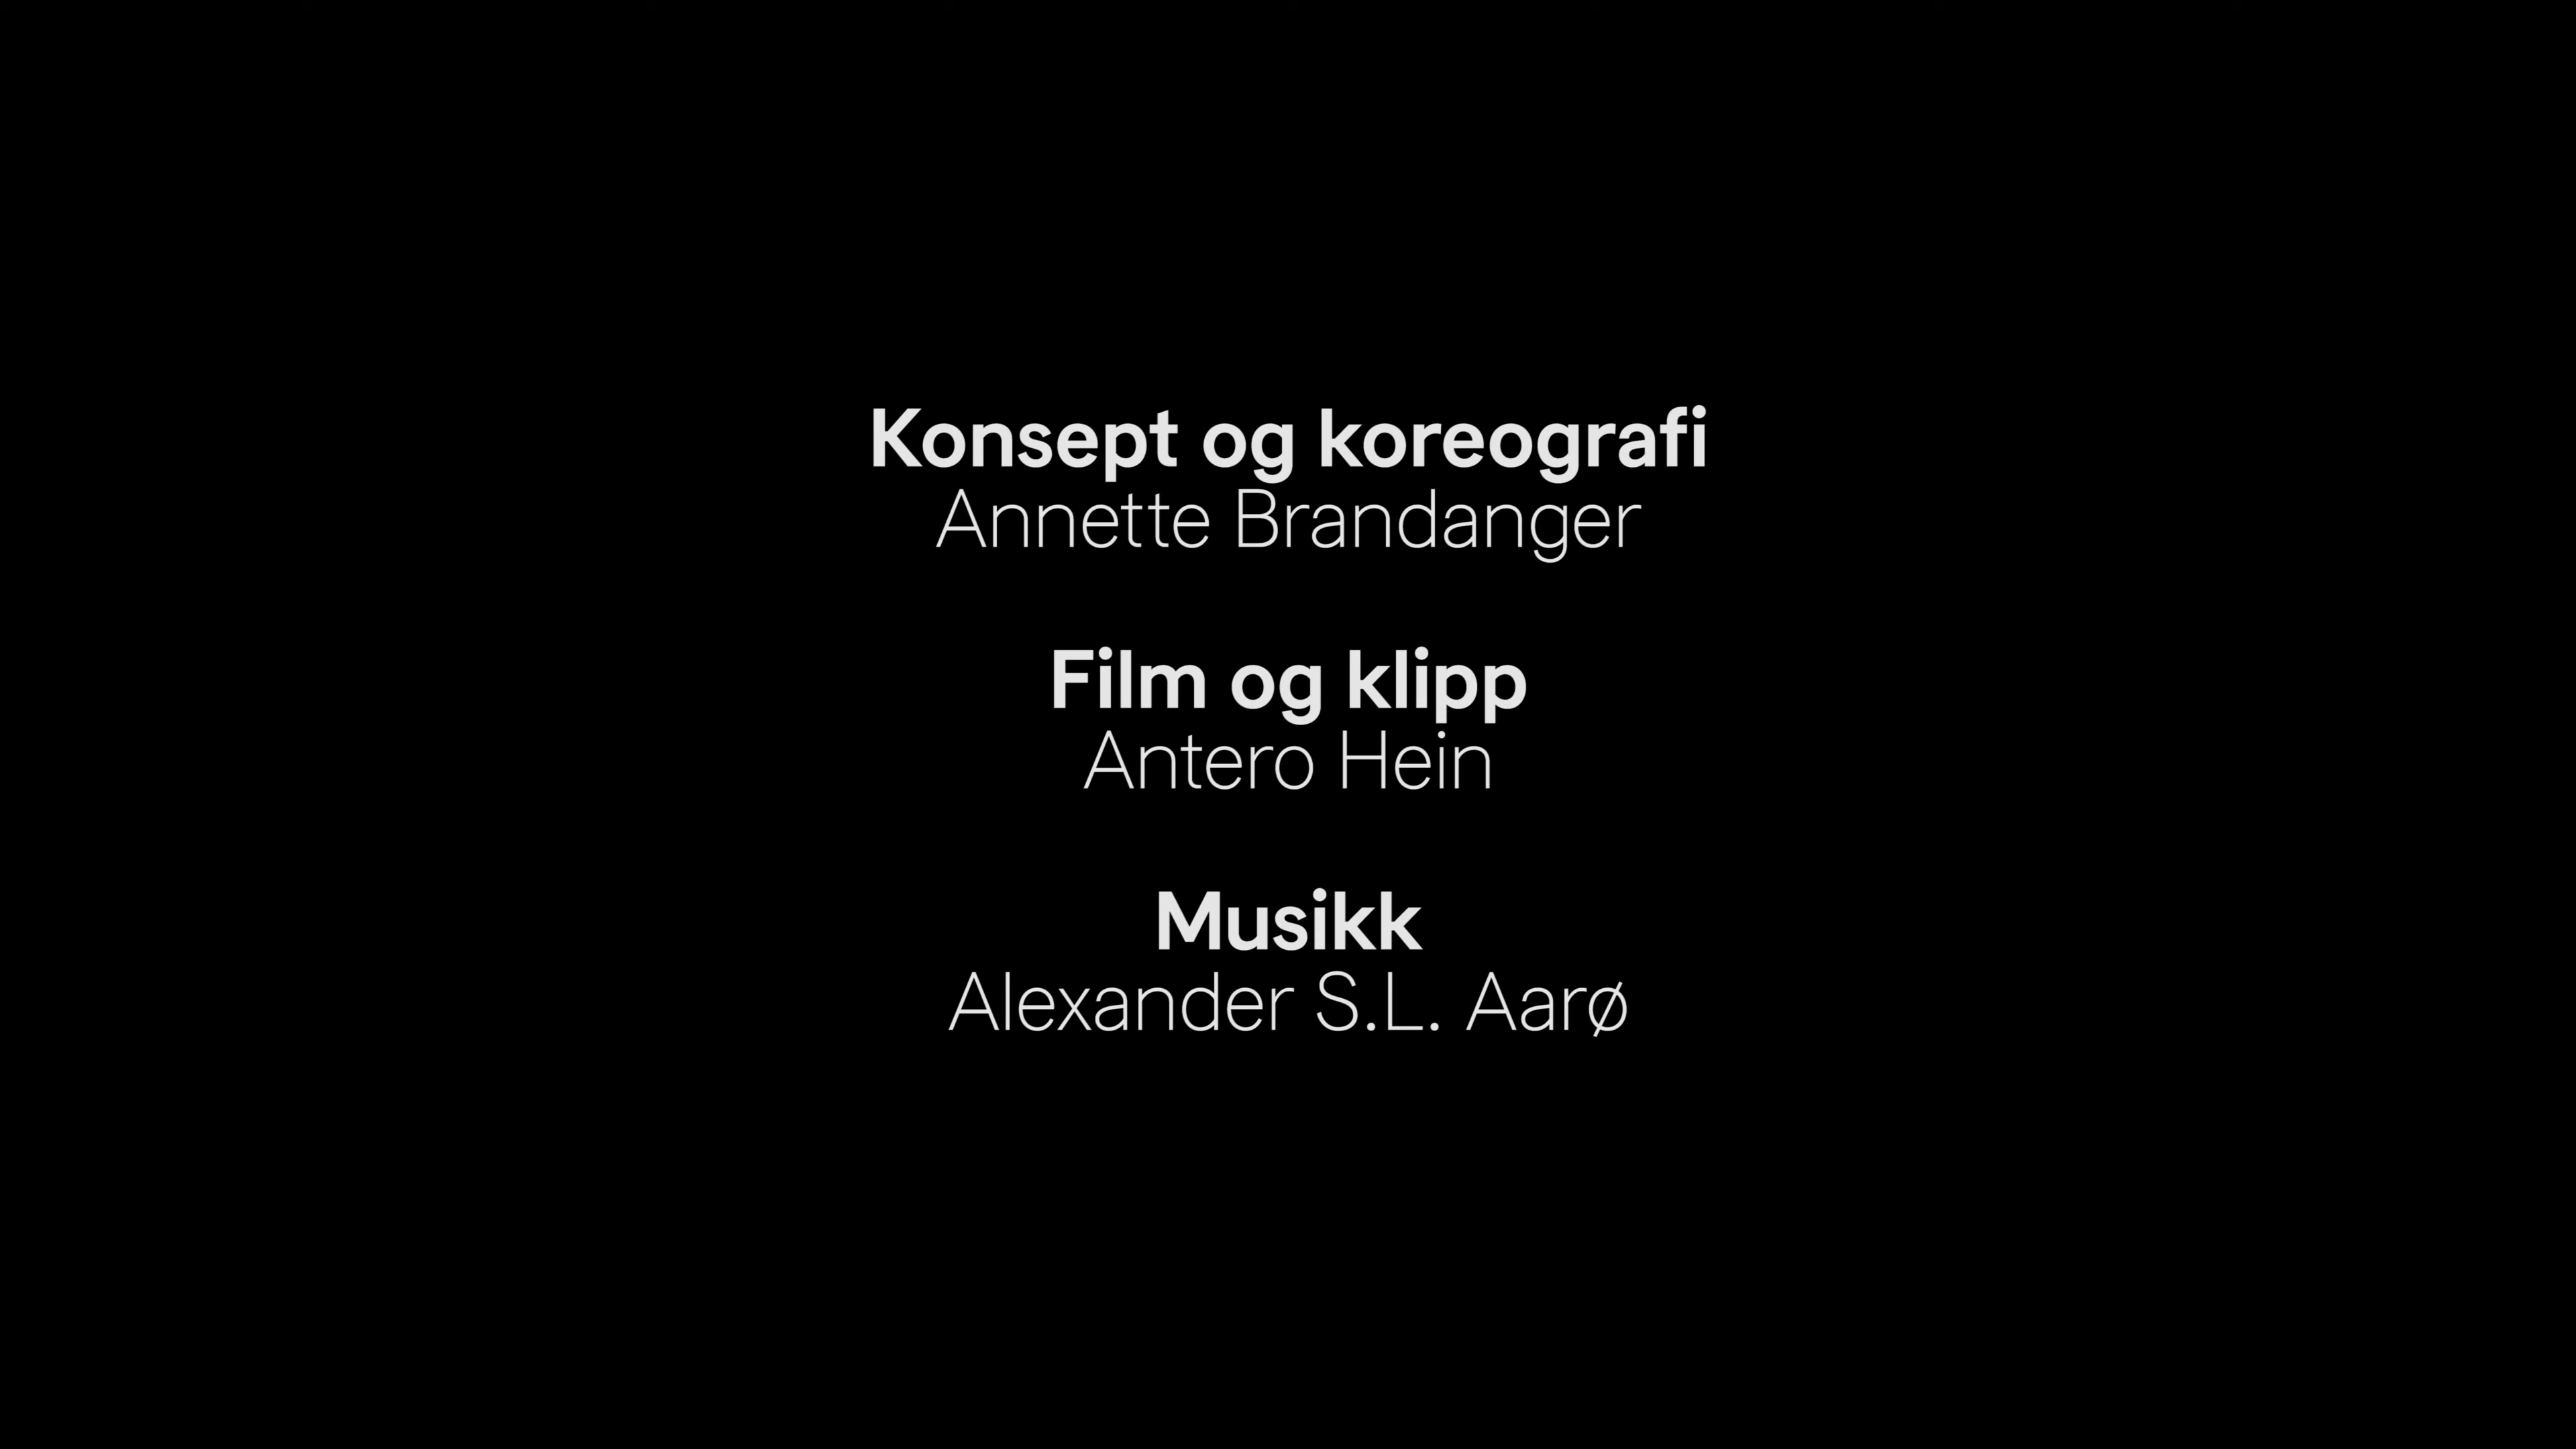 Konsept og koreografi
Annette Brandanger
Film og klipp
Antero Hein
Musikk
Alexander S.L. Aarø